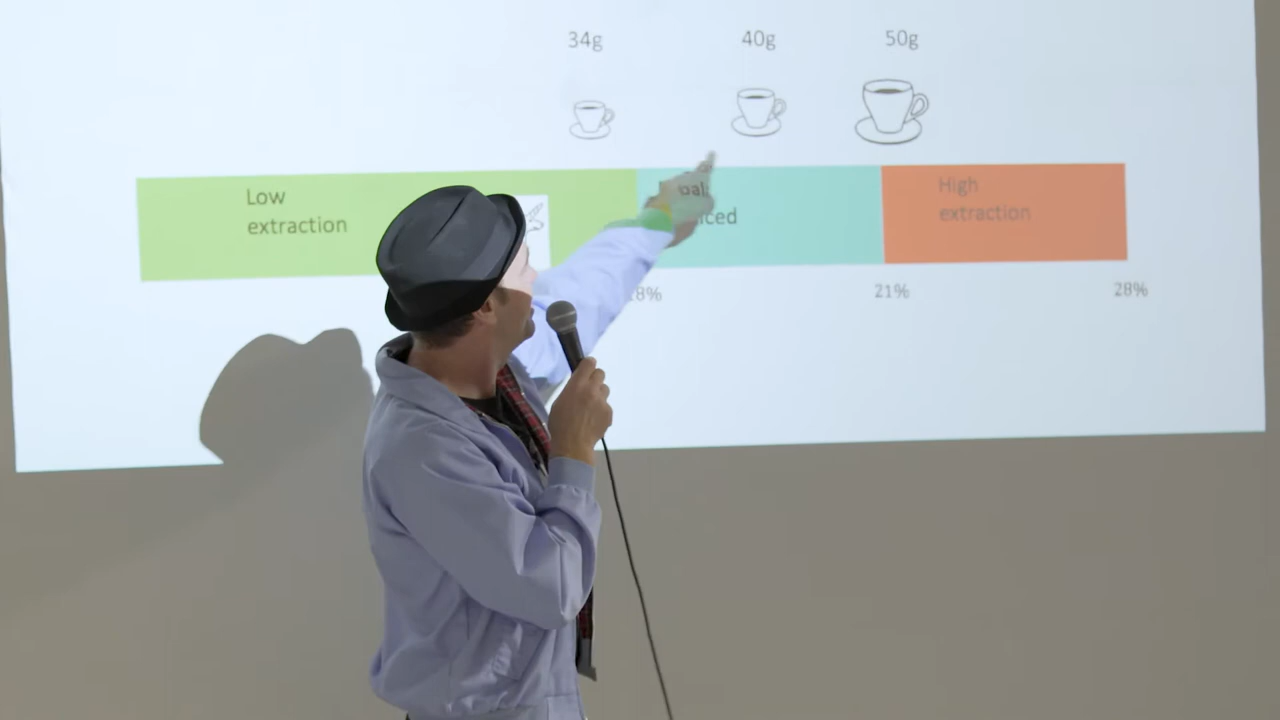 34g 40g 50g
Low
extraction
High
extraction
21% 28%